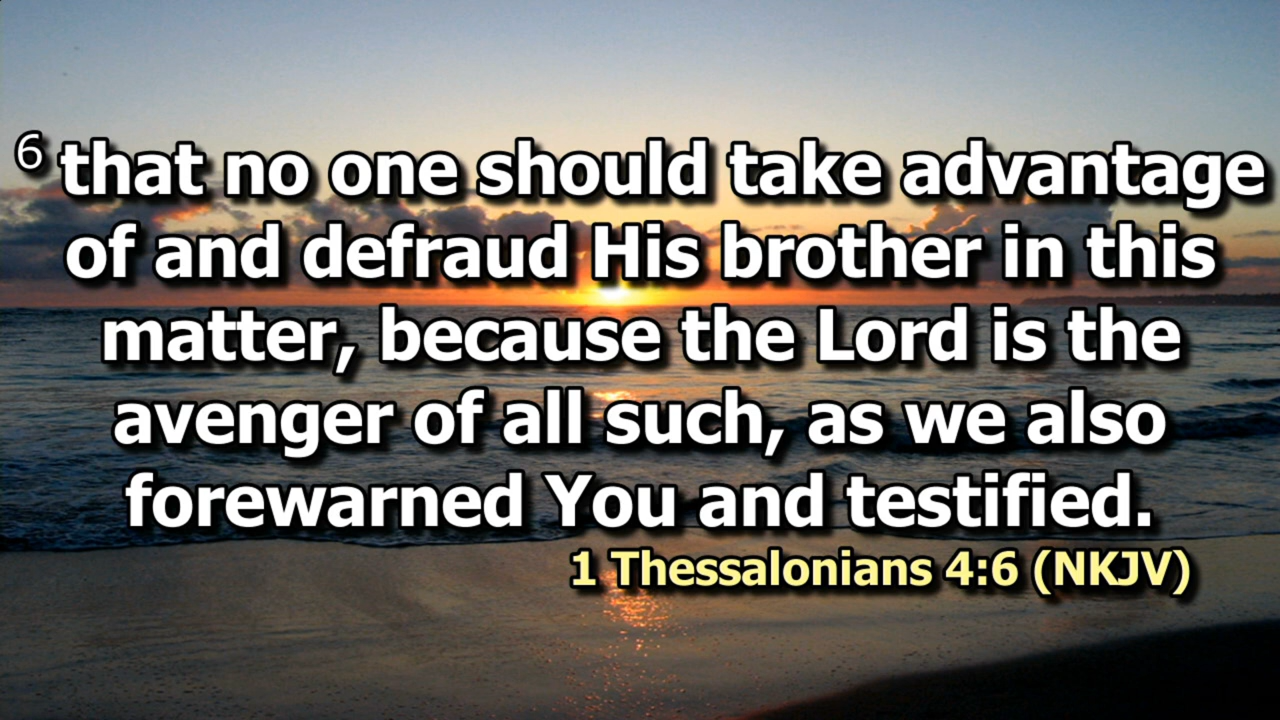 6 that no one should take advantage
of and defraud His brother in this
matter, because the Lord is the
avenger of all such, as we also
forewarned You and testified.
1 Thessalonians 4:6 (NKJV)